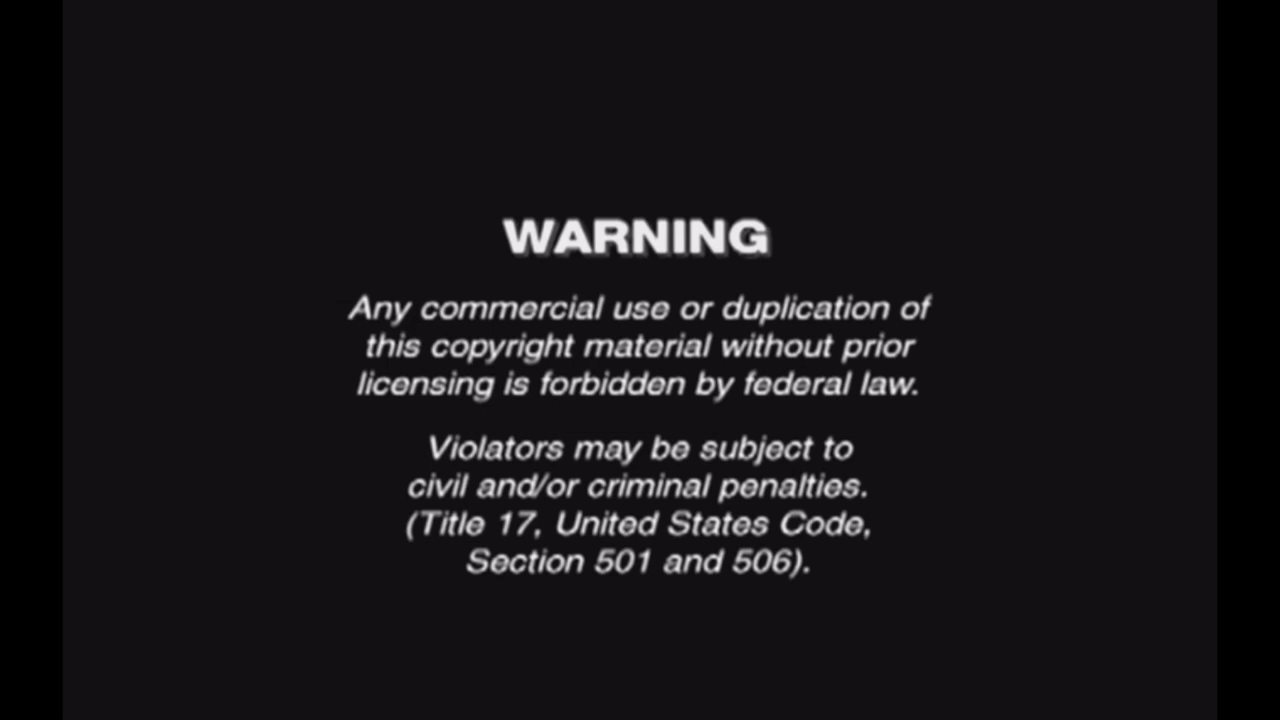 WARNING
Any commercial use or duplication of
this copyright material without prior
licensing is forbidden by federal law.
Violators may be subject to
civil and/or criminal penalties.
(Title 17, United States Code,
Section 501 and 506).